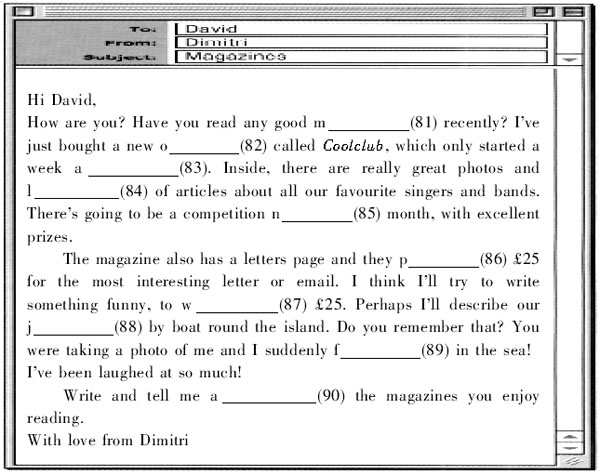 To: David
From: Dimitri
Subject: Magazines
Hi David,
How are you? Have you read any good m__________(81) recently? I've
just bought a new o________(82) called Coolclub, which only started a
week a __________(83). Inside, there are really great photos and
l__________(84) of articles about all our favourite singers and bands.
There's going to be a competition n________(85) month, with excellent
prizes.
The magazine also has a letters page and they p________(86) £25
for the most interesting letter or email. I think I'll try to write
something funny, to w __________(87) £25. Perhaps I'll describe our
j__________(88) by boat round the island. Do you remember that? You
were taking a photo of me and I suddenly f_________(89) in the sea!
I've been laughed at so much!
Write and tell me a ___________(90) the magazines you enjoy
reading.
With love from Dimitri